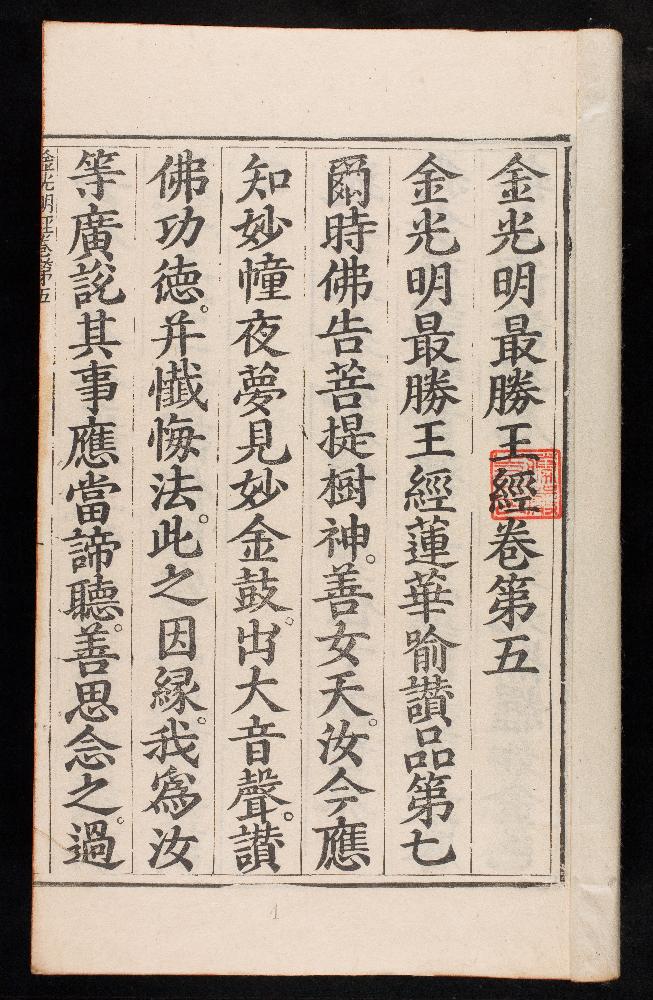 金光明最勝王經卷第五
金光明最勝王經蓮華喻讃品第七
爾時佛告菩提樹神。善女天。汝今應
知妙幢夜夢見妙金鼓。出大音聲。讃
佛功德。并懺悔法。此之因緣。我爲汝
等廣說其事應當諦聽。善思念之。過
金光明經卷第五
1